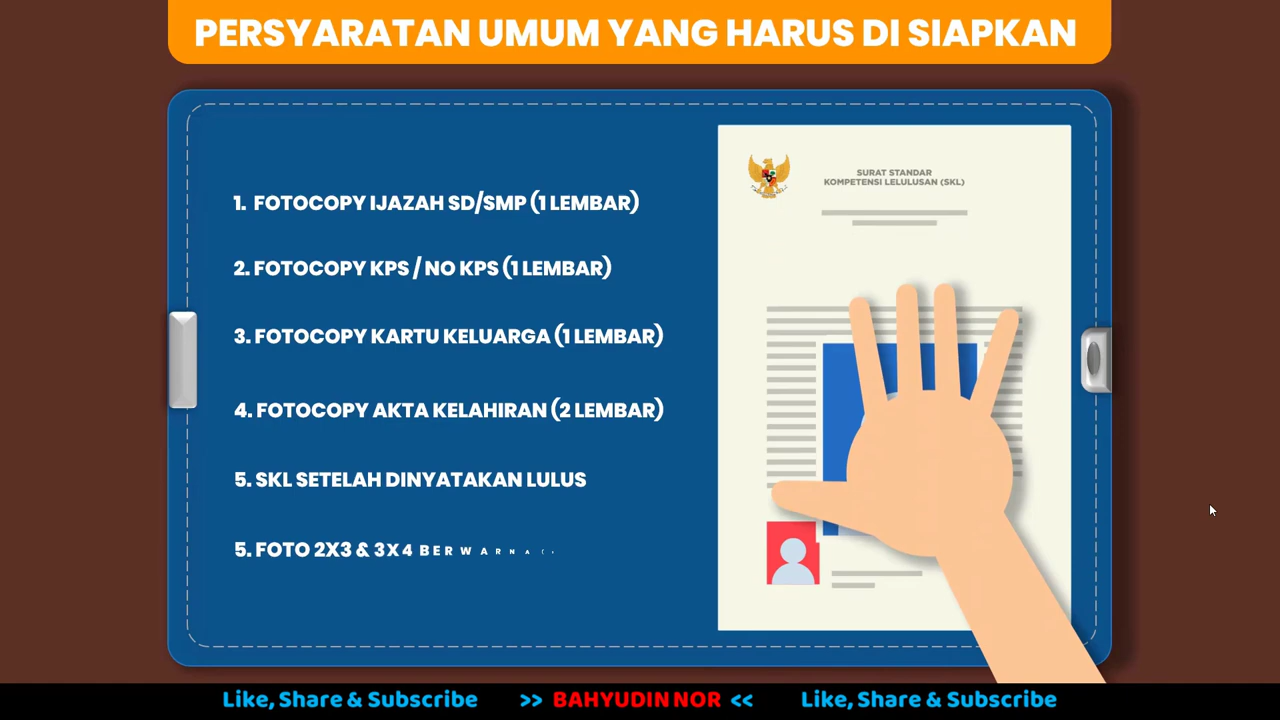 PERSYARATAN UMUM YANG HARUS DI SIAPKAN
1. FOTOCOPY IJAZAH SD/SMP (1 LEMBAR)
2. FOTOCOPY KPS / NO KPS (1 LEMBAR)
3. FOTOCOPY KARTU KELUARGA (1 LEMBAR)
4. FOTOCOPY AKTA KELAHIRAN (2 LEMBAR)
5. SKL SETELAH DINYATAKAN LULUS
5. FOTO 2X3 & 3X4 BERWARNA (
SURAT STANDAR
KOMPETENSI LELULUSAN (SKL)
Like, Share & Subscribe >> BAHYUDIN NOR << Like, Share & Subscribe